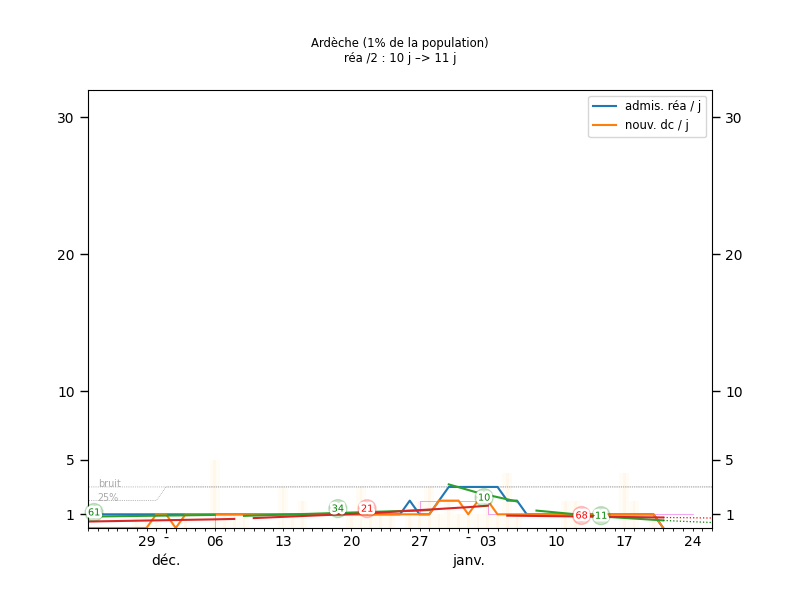 Ardèche (1% de la population)
réa /2 : 10 j –> 11 j
admis. réa / j
nouv. dc / j
30 30
20 20
10 10
5 5
1 1
bruit
25%
61 34 21 10 68 11
29 - 06 13 20 27 - 03 10 17 24
déc. janv.